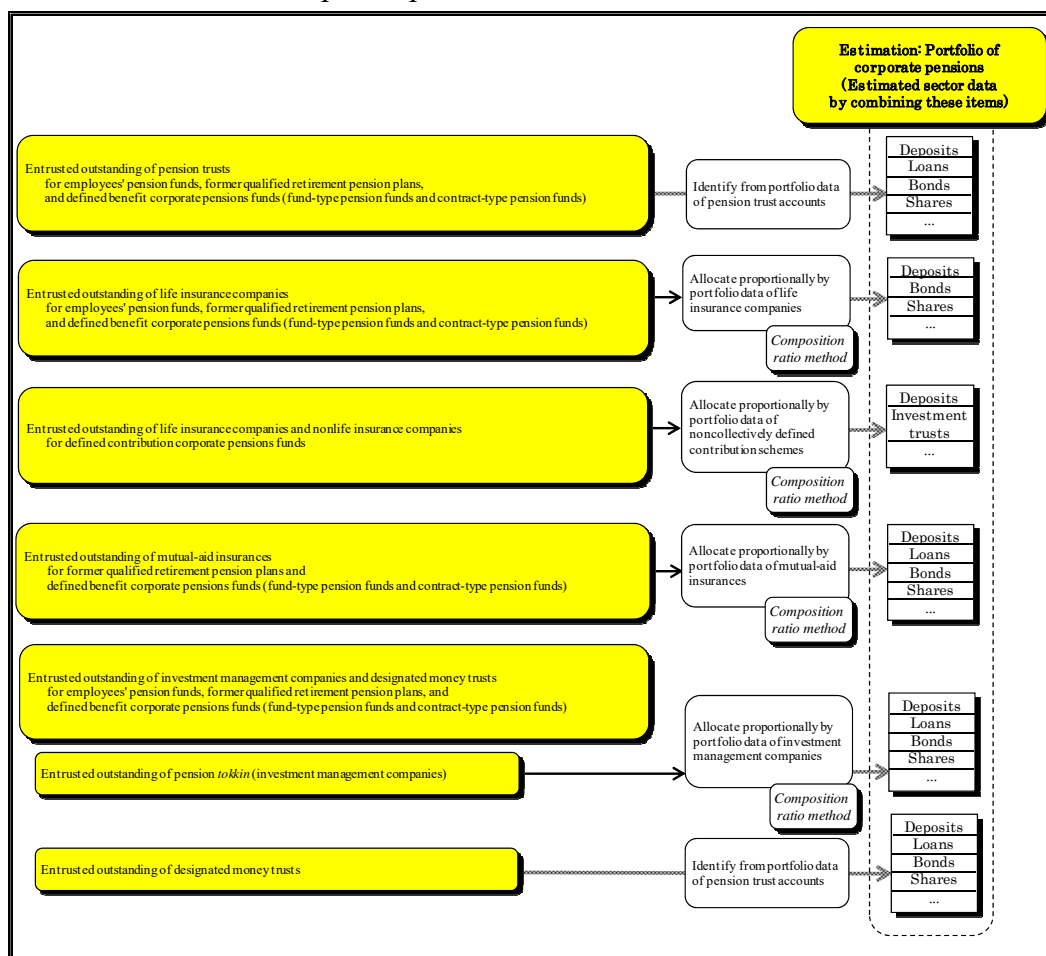 Estimation: Portfolio of
corporate pensions
(Estimated sector data
by combining these items)
Entrusted outstanding of pension trusts
for employees' pension funds, former qualified retirement pension plans,
and defined benefit corporate pensions funds (fund-type pension funds and contract-type pension funds)
Identify from portfolio data
of pension trust accounts
Deposits
Loans
Bonds
Shares
...
Entrusted outstanding of life insurance companies
for employees' pension funds, former qualified retirement pension plans,
and defined benefit corporate pensions funds (fund-type pension funds and contract-type pension funds)
Allocate proportionally by
portfolio data of life
insurance companies
Composition
ratio method
Deposits
Bonds
Shares
...
Entrusted outstanding of life insurance companies and nonlife insurance companies
for defined contribution corporate pensions funds
Allocate proportionally by
portfolio data of
noncollectively defined
contribution schemes
Composition
ratio method
Deposits
Investment
trusts
...
Entrusted outstanding of mutual-aid insurances
for former qualified retirement pension plans and
defined benefit corporate pensions funds (fund-type pension funds and contract-type pension funds)
Allocate proportionally by
portfolio data of mutual-aid
insurances
Composition
ratio method
Deposits
Loans
Bonds
Shares
...
Entrusted outstanding of investment management companies and designated money trusts
for employees' pension funds, former qualified retirement pension plans, and
defined benefit corporate pensions funds (fund-type pension funds and contract-type pension funds)
Entrusted outstanding of pension tokkin (investment management companies)
Allocate proportionally by
portfolio data of investment
management companies
Composition
ratio method
Deposits
Loans
Bonds
Shares
...
Entrusted outstanding of designated money trusts
Identify from portfolio data
of pension trust accounts
Deposits
Loans
Bonds
Shares
...